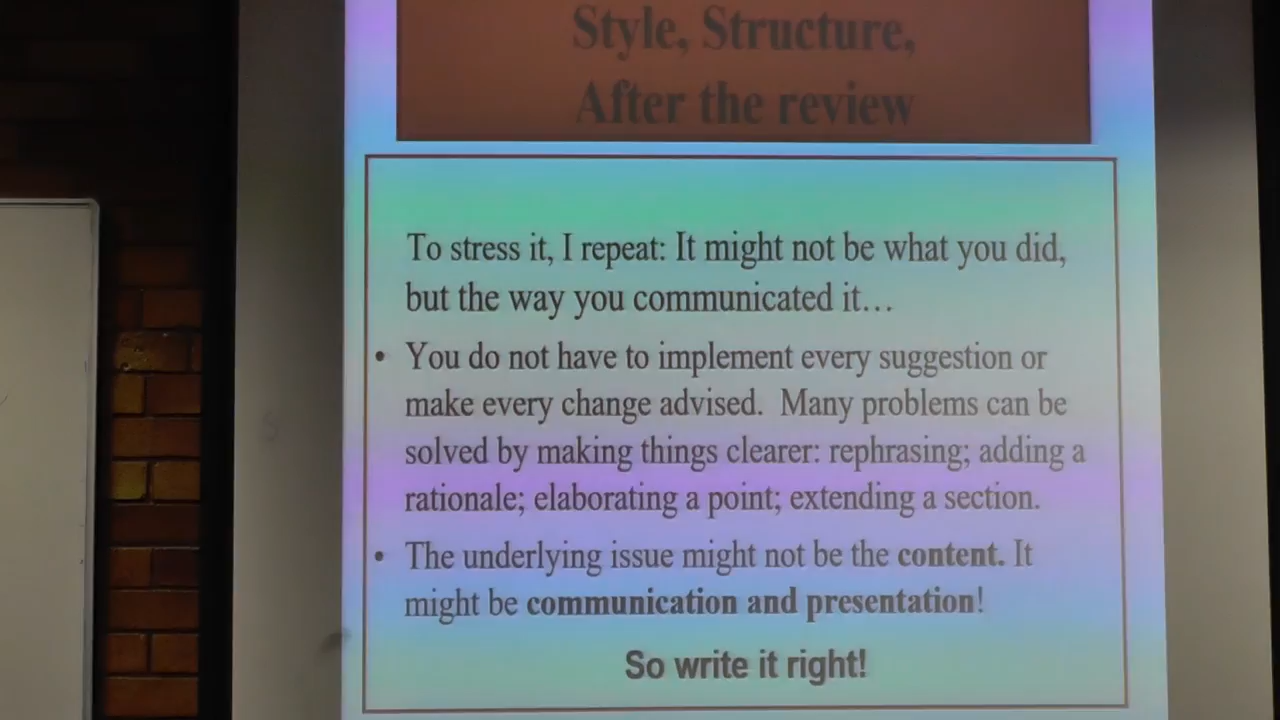 Style, Structure,
After the review
To stress it, I repeat: It might not be what you did,
but the way you communicated it…
• You do not have to implement every suggestion or
make every change advised.  Many problems can be
solved by making things clearer: rephrasing; adding a
rationale; elaborating a point; extending a section.
• The underlying issue might not be the content. It
might be communication and presentation!
So write it right!